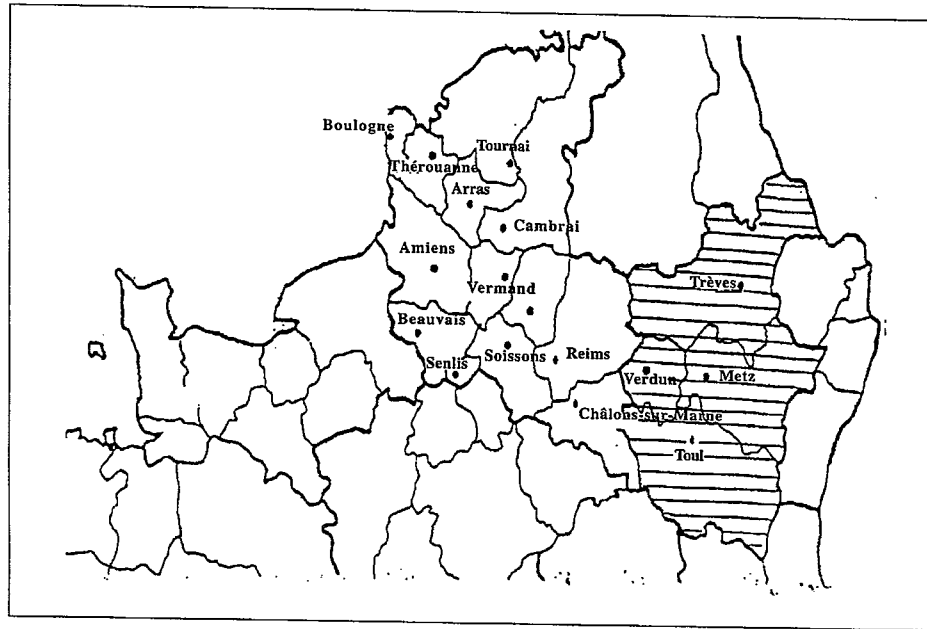 Boulogne
Tournai
Thérouanne
Arras
Cambrai
Amiens
Trèves
Vermand
Beauvais
Soissons
Reims
Senlis
Verdun
Metz
Châlons-sur-Marne
Toul